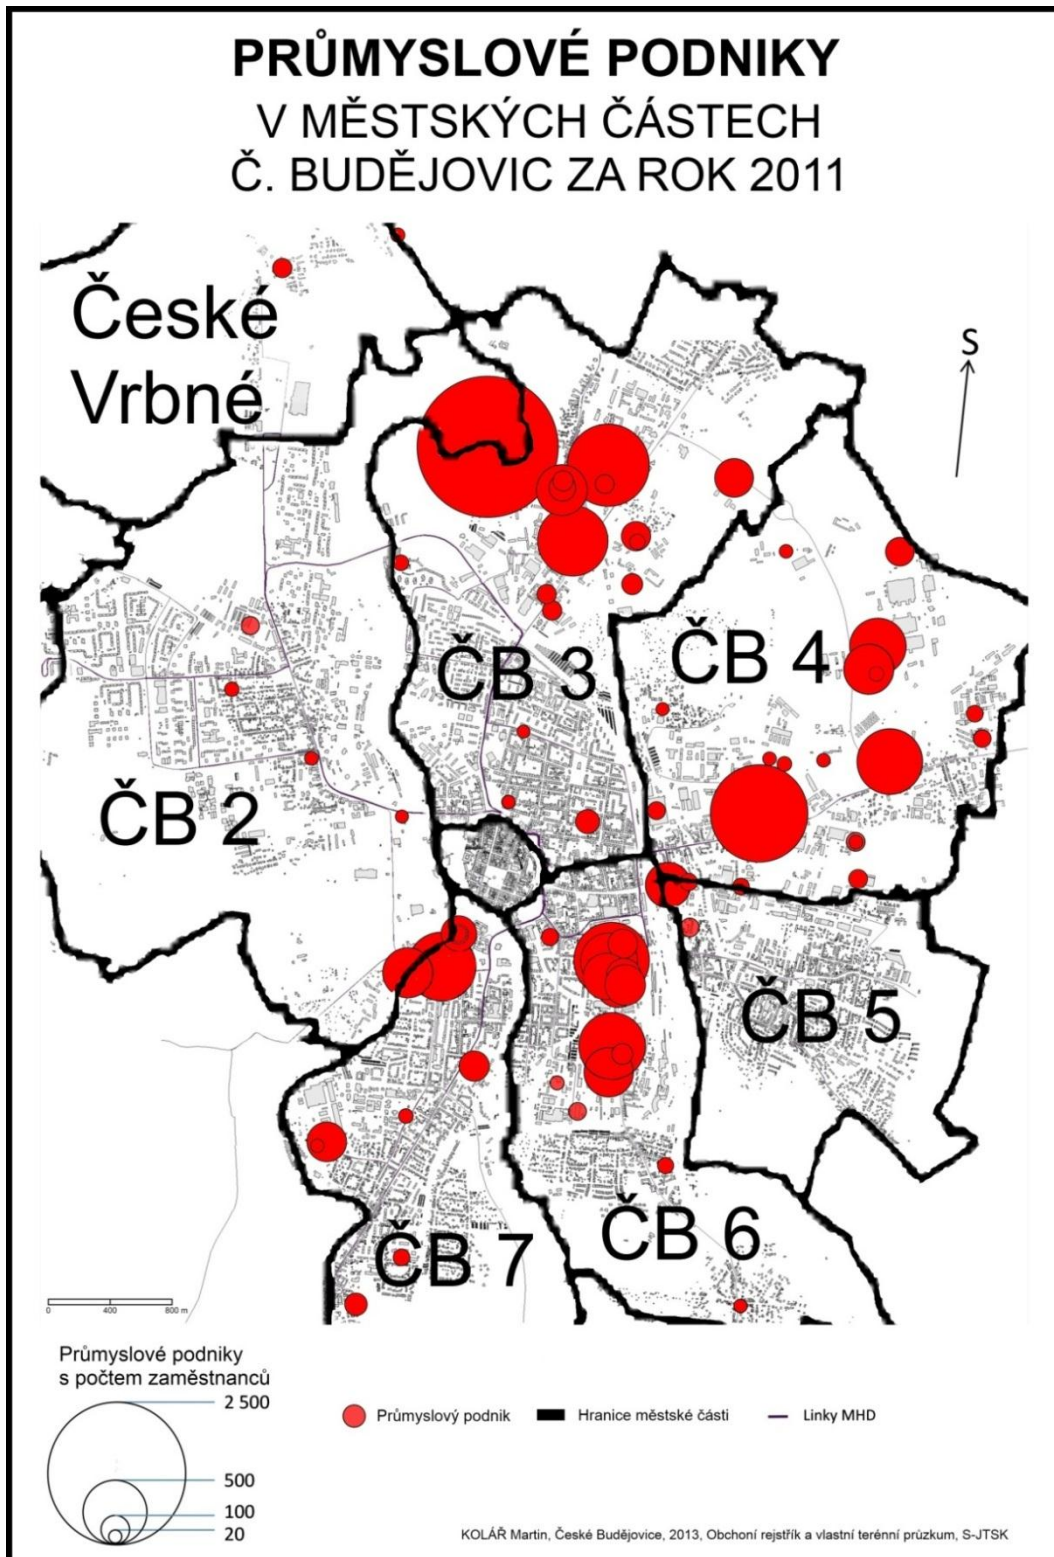 PRŮMYSLOVÉ PODNIKY
V MĚSTSKÝCH ČÁSTECH
Č. BUDĚJOVIC ZA ROK 2011
České
Vrbné
S
ČB 3
ČB 4
ČB 2
ČB 5
ČB 6
ČB 7
0 400 800 m
Průmyslové podniky
s počtem zaměstnanců
2 500
500
100
20
Průmyslový podnik
Hranice městské části
Linky MHD
KOLÁŘ Martin, České Budějovice, 2013, Obchoní rejstřík a vlastní terénní průzkum, S-JTSK